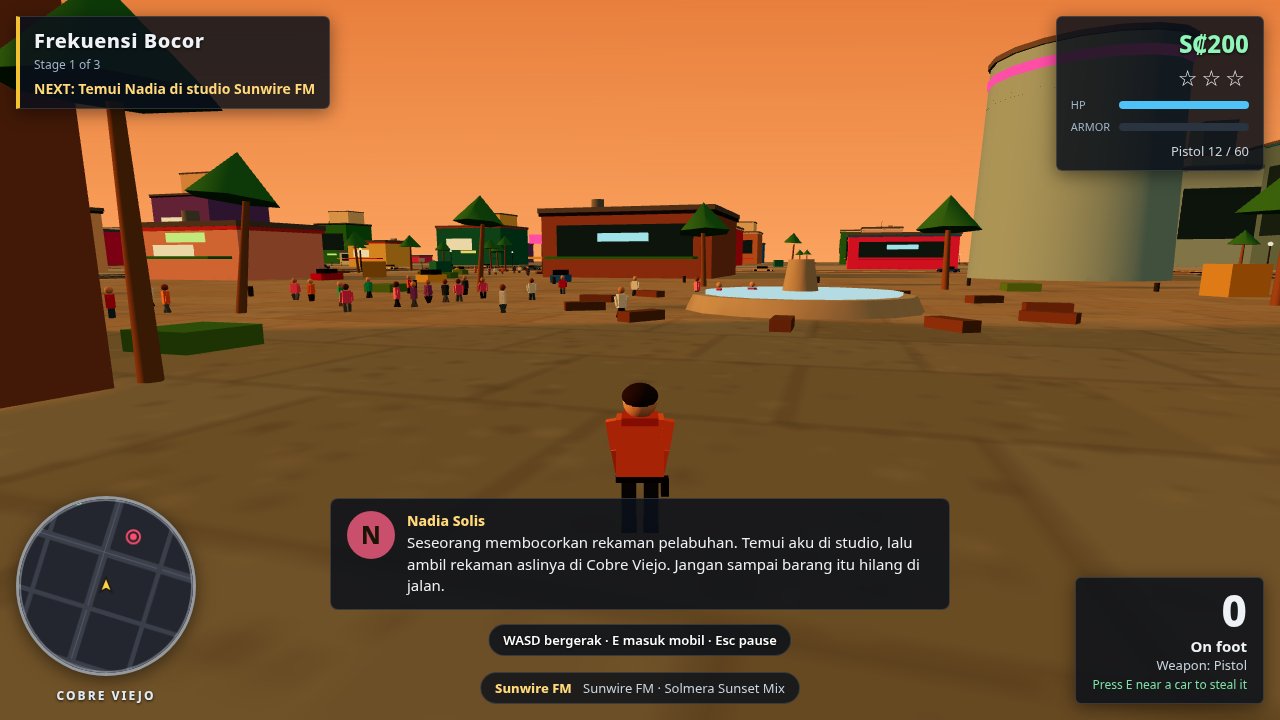 Frekuensi Bocor
Stage 1 of 3
NEXT: Temui Nadia di studio Sunwire FM
S₡200
☆☆☆
HP
ARMOR
Pistol 12 / 60
N
Nadia Solis
Seseorang membocorkan rekaman pelabuhan. Temui aku di studio, lalu
ambil rekaman aslinya di Cobre Viejo. Jangan sampai barang itu hilang di
jalan.
WASD bergerak · E masuk mobil · Esc pause
Sunwire FM Sunwire FM · Solmera Sunset Mix
COBRE VIEJO
0
On foot
Weapon: Pistol
Press E near a car to steal it